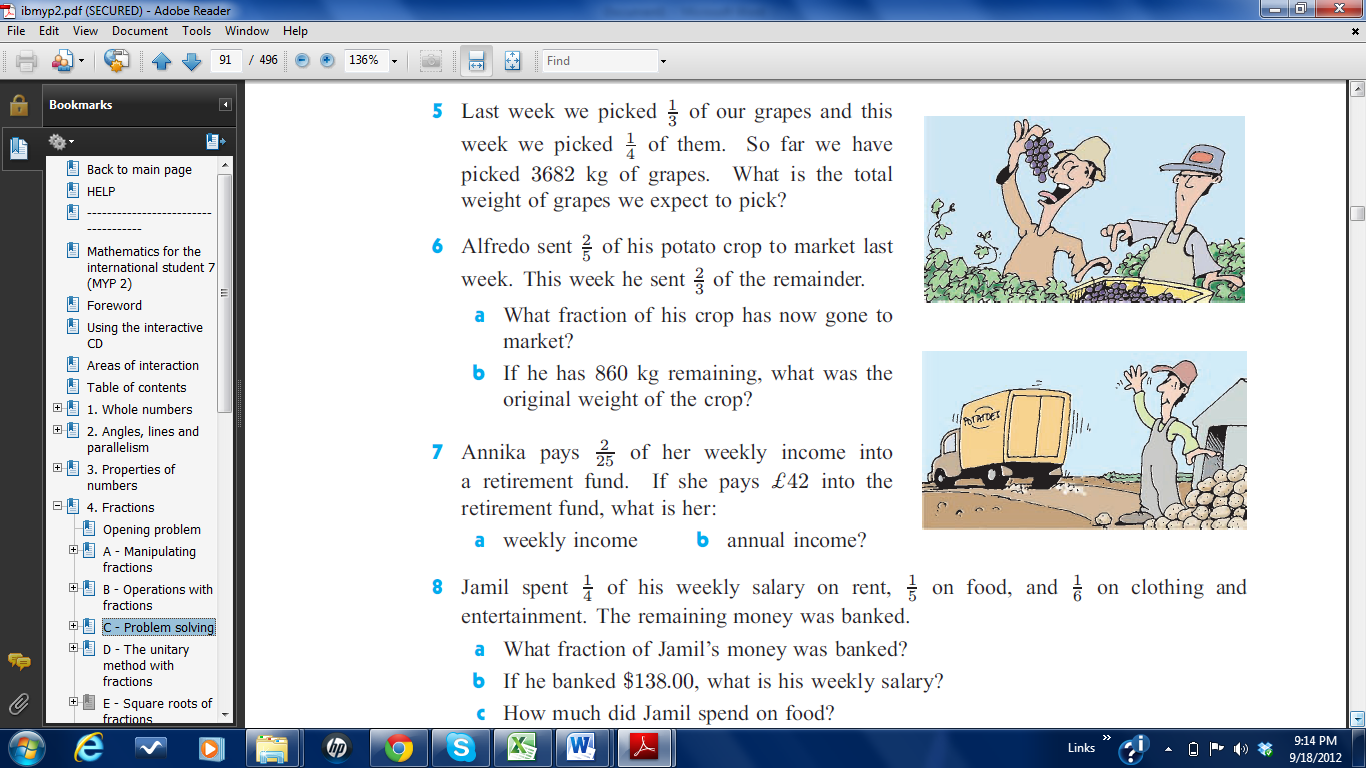 ibmyp2.pdf (SECURED) - Adobe Reader
File Edit View Document Tools Window Help
91 / 496 136% Find
Bookmarks
Back to main page
HELP
-------------------------
-----------
Mathematics for the
international student 7
(MYP 2)
Foreword
Using the interactive
CD
Areas of interaction
Table of contents
1. Whole numbers
2. Angles, lines and
parallelism
3. Properties of
numbers
4. Fractions
Opening problem
A - Manipulating
fractions
B - Operations with
fractions
C - Problem solving
D - The unitary
method with
fractions
E - Square roots of
fractions
5 Last week we picked 1/3 of our grapes and this
week we picked 1/4 of them. So far we have
picked 3682 kg of grapes. What is the total
weight of grapes we expect to pick?
6 Alfredo sent 2/5 of his potato crop to market last
week. This week he sent 2/3 of the remainder.
a What fraction of his crop has now gone to
market?
b If he has 860 kg remaining, what was the
original weight of the crop?
POTATOES
7 Annika pays 2/25 of her weekly income into
a retirement fund. If she pays £42 into the
retirement fund, what is her:
a weekly income b annual income?
8 Jamil spent 1/4 of his weekly salary on rent, 1/5 on food, and 1/6 on clothing and
entertainment. The remaining money was banked.
a What fraction of Jamil's money was banked?
b If he banked $138.00, what is his weekly salary?
c How much did Jamil spend on food?
hp
Links »
9:14 PM
9/18/2012